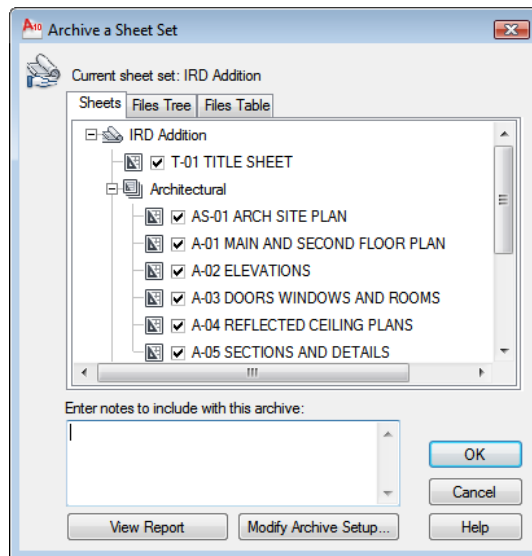 A10 Archive a Sheet Set
Current sheet set: IRD Addition
Sheets Files Tree Files Table
IRD Addition
T-01 TITLE SHEET
Architectural
AS-01 ARCH SITE PLAN
A-01 MAIN AND SECOND FLOOR PLAN
A-02 ELEVATIONS
A-03 DOORS WINDOWS AND ROOMS
A-04 REFLECTED CEILING PLANS
A-05 SECTIONS AND DETAILS
Enter notes to include with this archive:
OK
Cancel
View Report Modify Archive Setup... Help